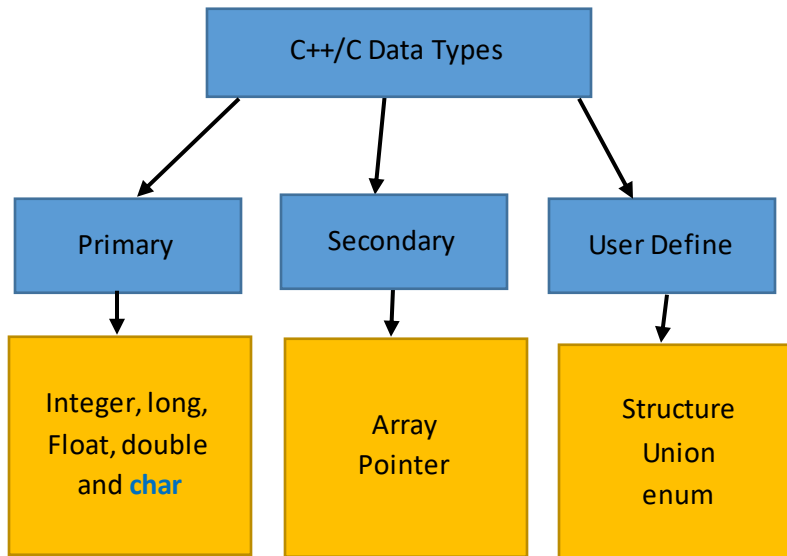 C++/C Data Types
Primary
Secondary
User Define
Integer, long,
Float, double
and char
Array
Pointer
Structure
Union
enum